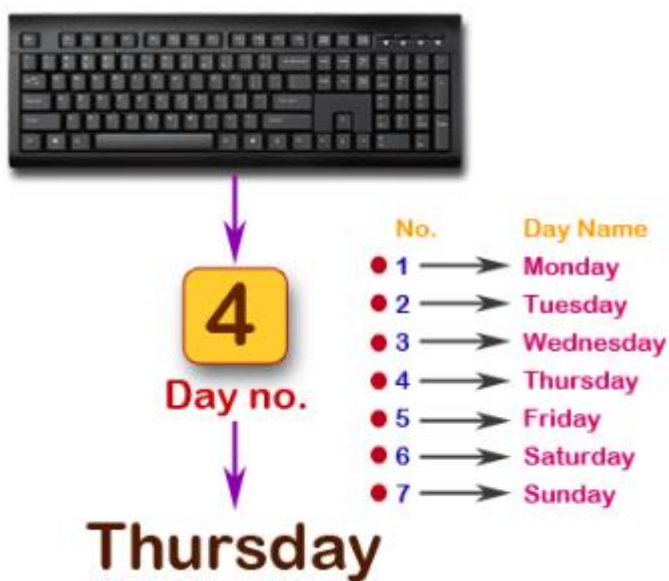 4
Day no.
Thursday
No. Day Name
1 Monday
2 Tuesday
3 Wednesday
4 Thursday
5 Friday
6 Saturday
7 Sunday